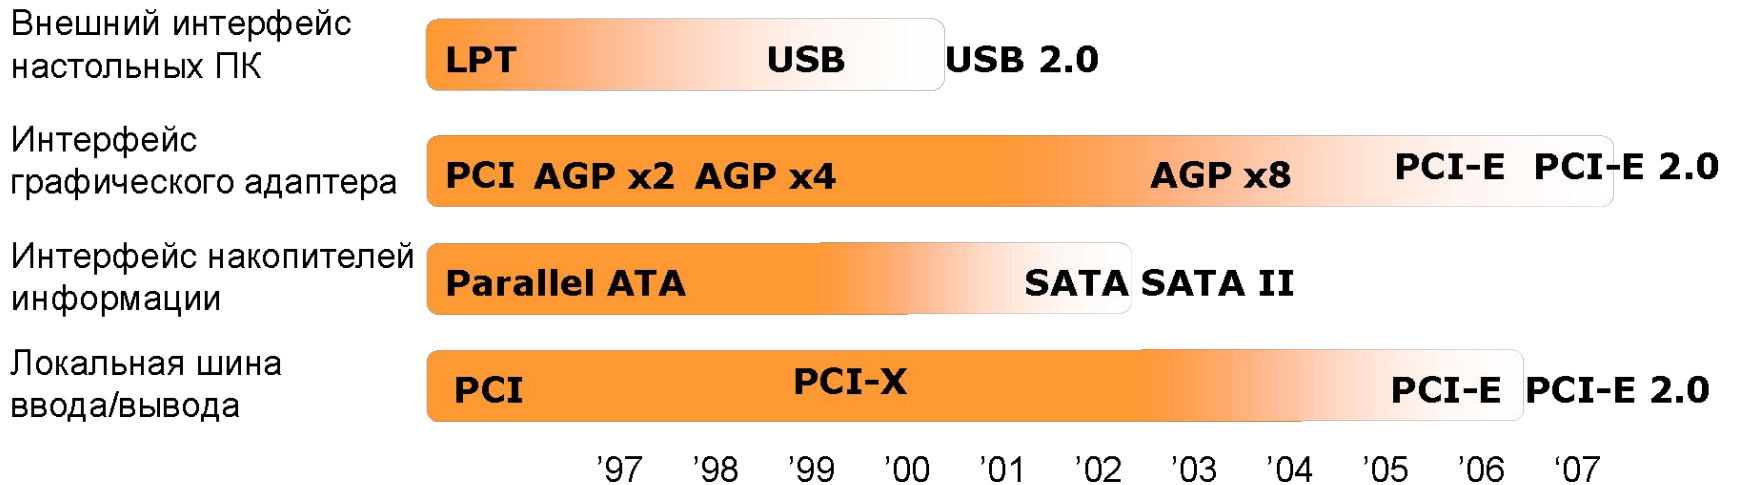 Внешний интерфейс
настольных ПК
LPT USB USB 2.0
Интерфейс
графического адаптера
PCI AGP x2 AGP x4 AGP x8 PCI-E PCI-E 2.0
Интерфейс накопителей
информации
Parallel ATA SATA SATA II
Локальная шина
ввода/вывода
PCI PCI-X PCI-E PCI-E 2.0
’97 ’98 ’99 ’00 ’01 ’02 ’03 ’04 ’05 ’06 ‘07